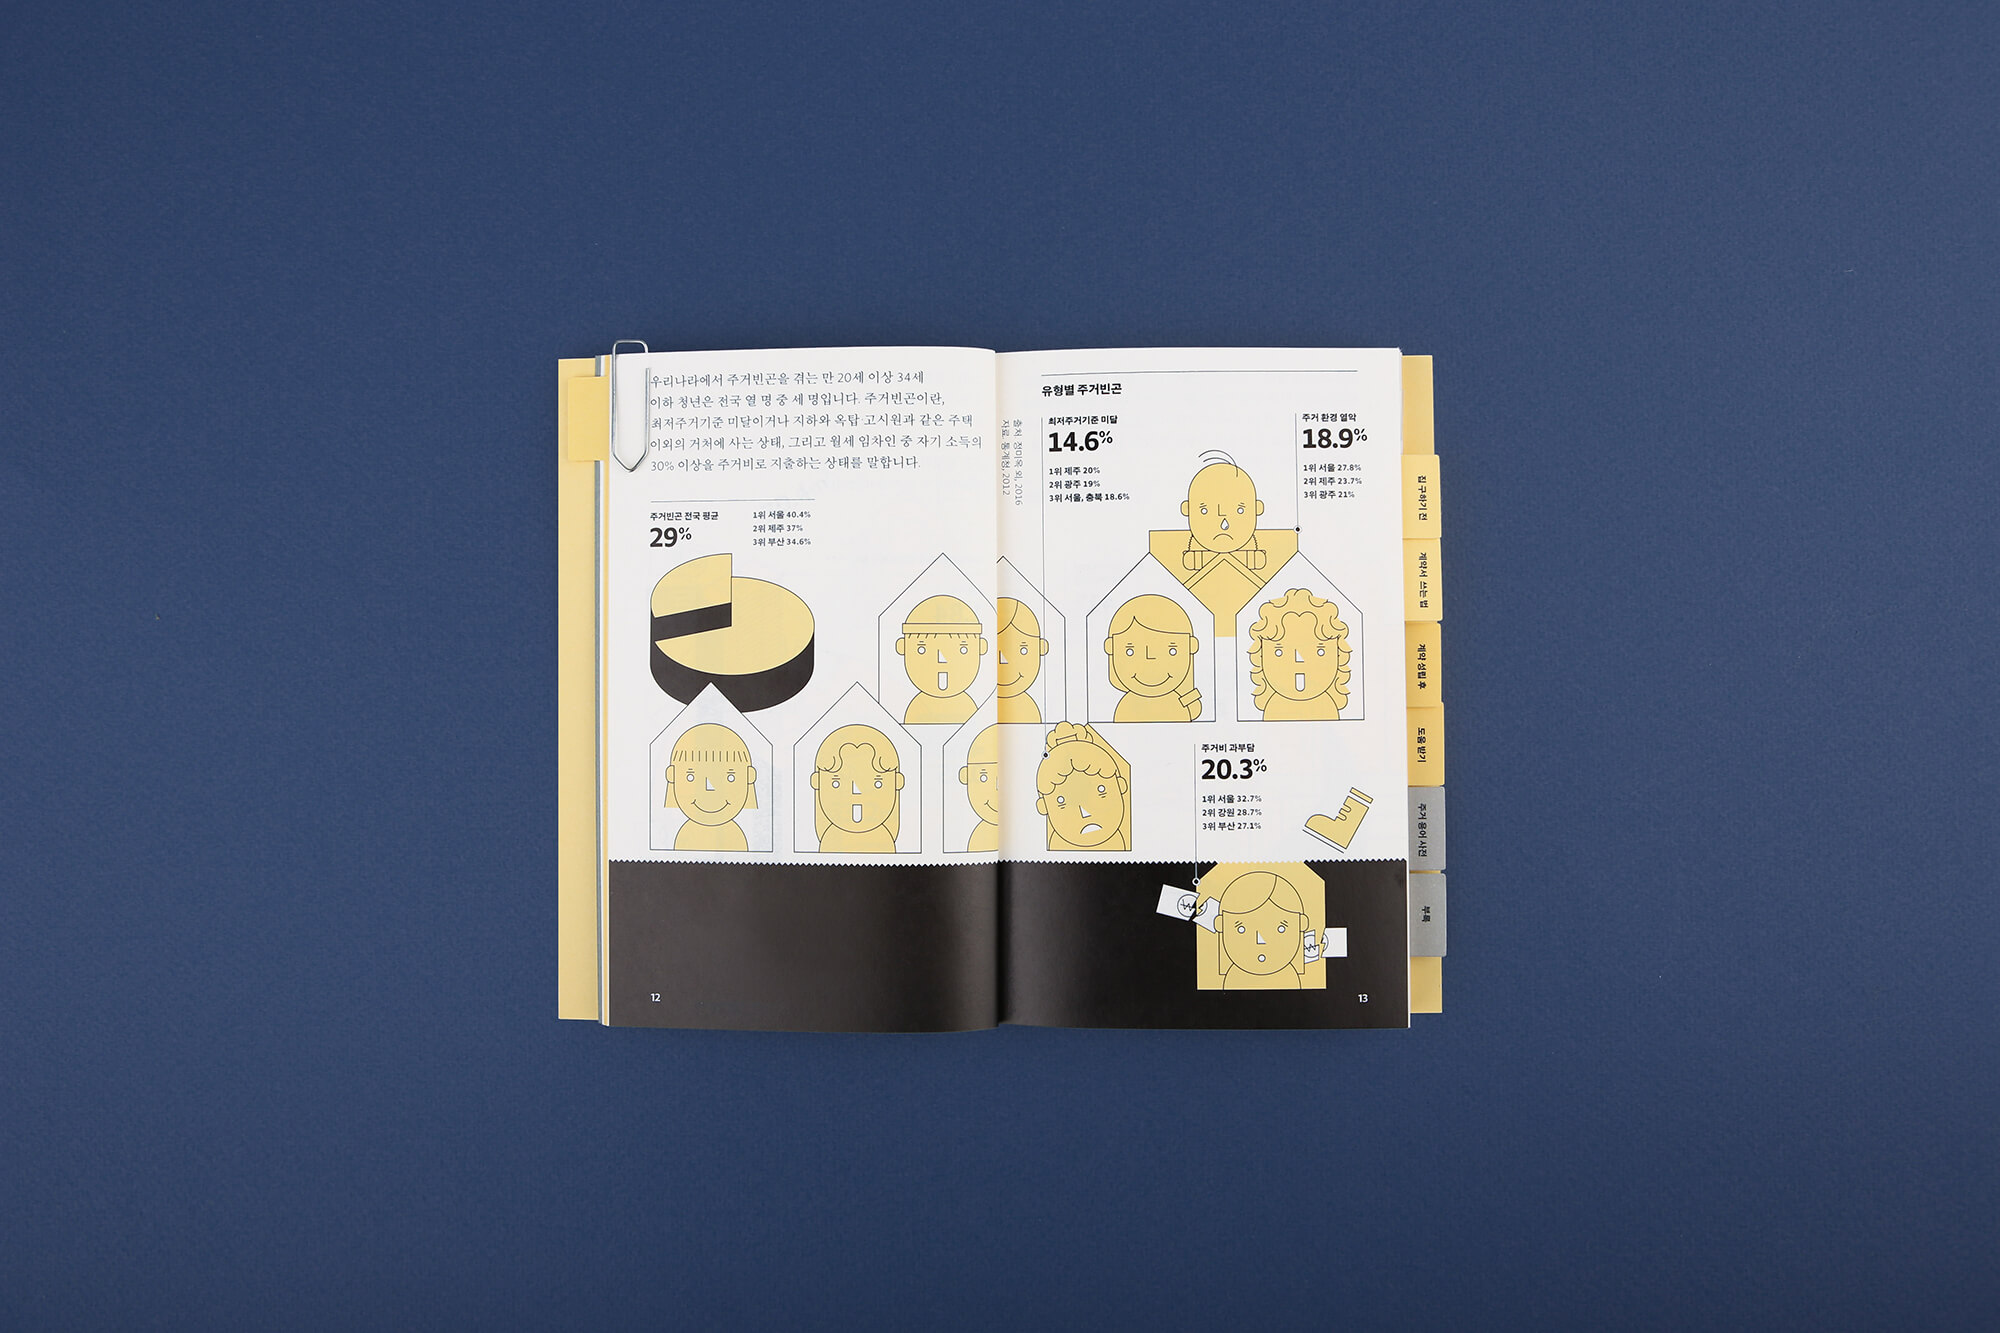 우리나라에서 주거빈곤을 겪는 만 20세 이상 34세
이하 청년은 전국 열 명 중 세 명입니다. 주거빈곤이란,
최저주거기준 미달이거나 지하와 옥탑 고시원과 같은 주택
이외의 거처에 사는 상태, 그리고 월세 임차인 중 자기 소득의
30% 이상을 주거비로 지출하는 상태를 말합니다.
주거빈곤 전국 평균
29%
1위 서울 40.4%
2위 제주 37%
3위 부산 34.6%
12
출처. 정미옥 외, 2016
자료. 통계청, 2012
유형별 주거빈곤
최저주거기준 미달
14.6%
1위 제주 20%
2위 광주 19%
3위 서울, 충북 18.6%
주거 환경 열악
18.9%
1위 서울 27.8%
2위 제주 23.7%
3위 광주 21%
주거비 과부담
20.3%
1위 서울 32.7%
2위 강원 28.7%
3위 부산 27.1%
13
집 구하기 전
계약서 쓰는 법
계약 성립 후
도움 받기
주거 용어 사전
부록